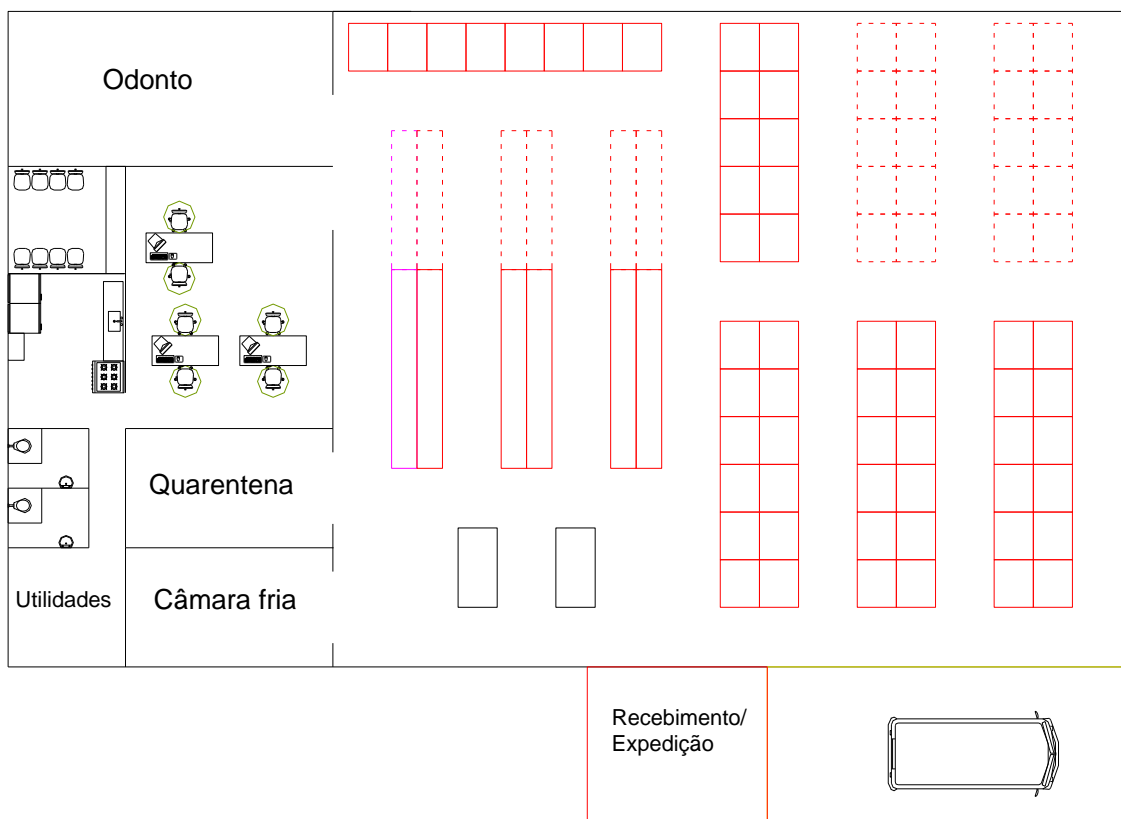 Odonto
Quarentena
Utilidades
Câmara fria
Recebimento/
Expedição